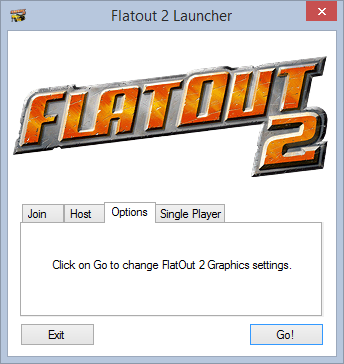 Flatout 2 Launcher
FLATOUT
2
Join Host Options Single Player
Click on Go to change FlatOut 2 Graphics settings.
Exit Go!